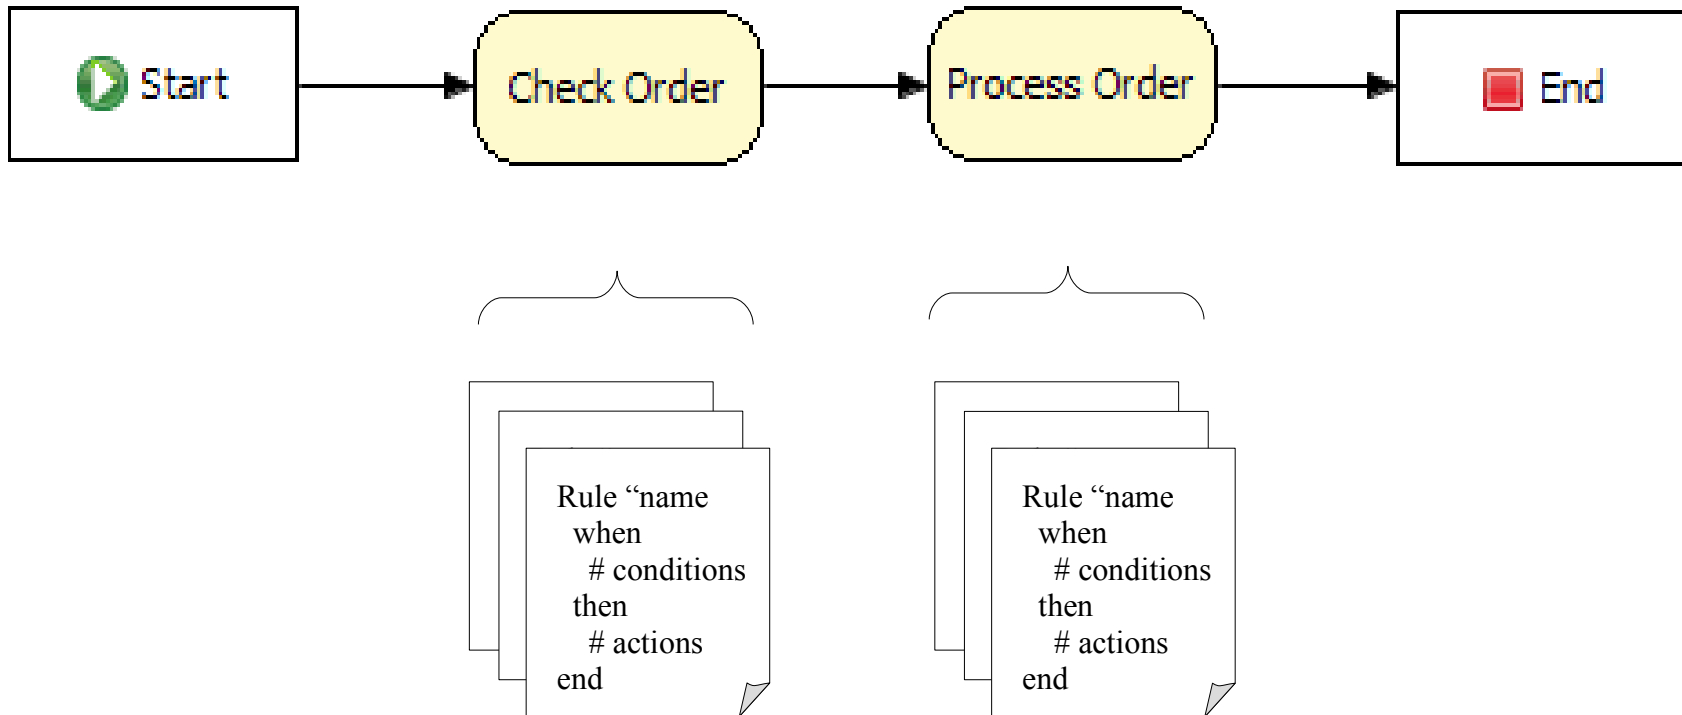 Start
Check Order
Process Order
End
Rule “name
when
# conditions
then
# actions
end
Rule “name
when
# conditions
then
# actions
end